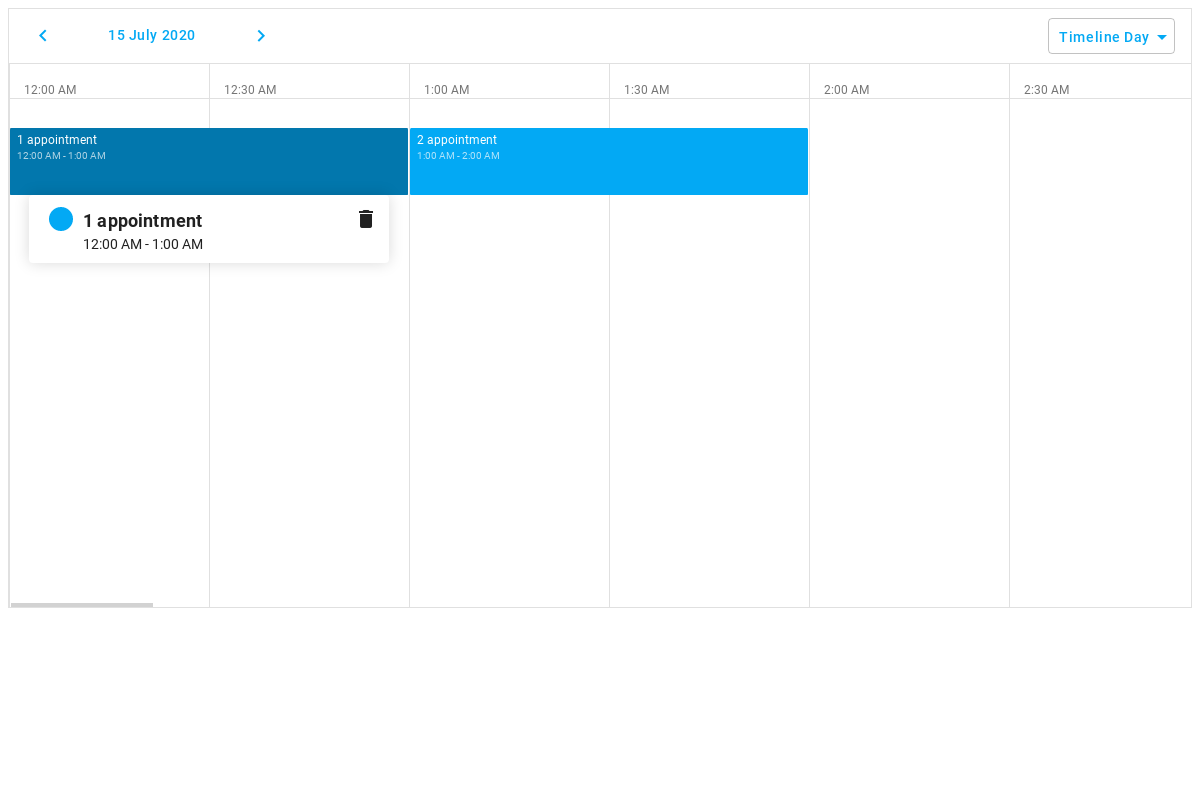 15 July 2020
Timeline Day
12:00 AM
12:30 AM
1:00 AM
1:30 AM
2:00 AM
2:30 AM
1 appointment
12:00 AM - 1:00 AM
2 appointment
1:00 AM - 2:00 AM
1 appointment
12:00 AM - 1:00 AM